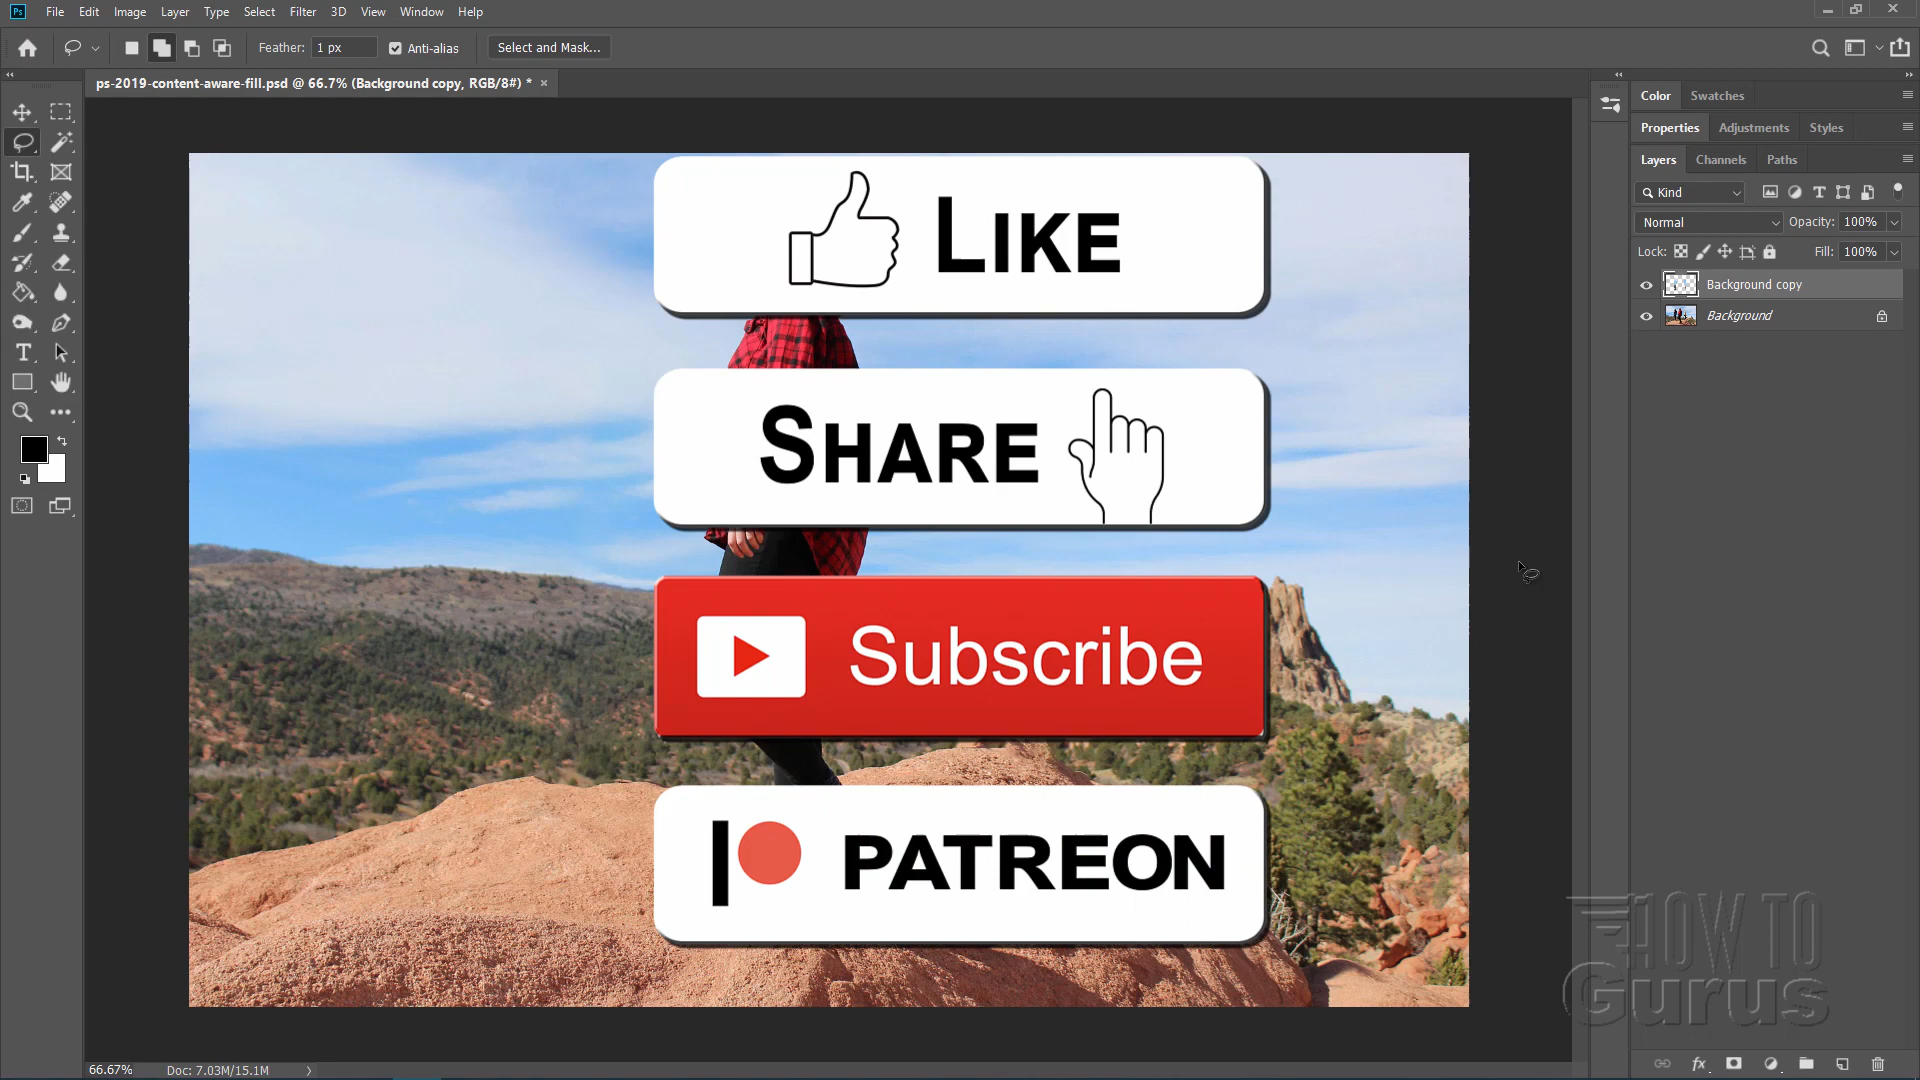 Ps File Edit Image Layer Type Select Filter 3D View Window Help
Feather: 1 px Anti-alias Select and Mask...
ps-2019-content-aware-fill.psd @ 66.7% (Background copy, RGB/8#) * ×
Color Swatches
Properties Adjustments Styles
Layers Channels Paths
Kind
Normal Opacity: 100%
Lock: Fill: 100%
Background copy
Background
LIKE
SHARE
Subscribe
PATREON
HOW TO
Gurus
66.67% Doc: 7.03M/15.1M